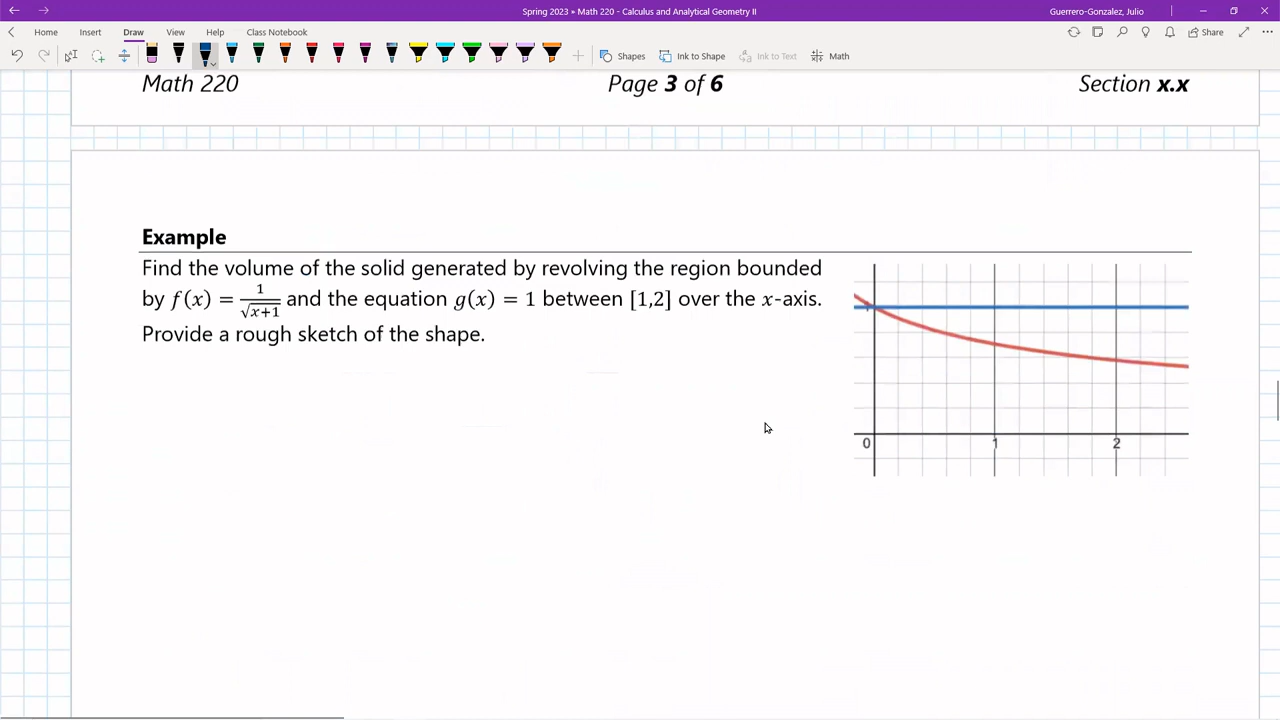 Spring 2023 » Math 220 - Calculus and Analytical Geometry II
Guerrero-Gonzalez, Julio
Home Insert Draw View Help Class Notebook
Share
Shapes Ink to Shape Ink to Text Math
Math 220 Page 3 of 6 Section x.x
Example
Find the volume of the solid generated by revolving the region bounded
by f(x) = 1/√(x+1) and the equation g(x) = 1 between [1,2] over the x-axis.
Provide a rough sketch of the shape.
0 1 2